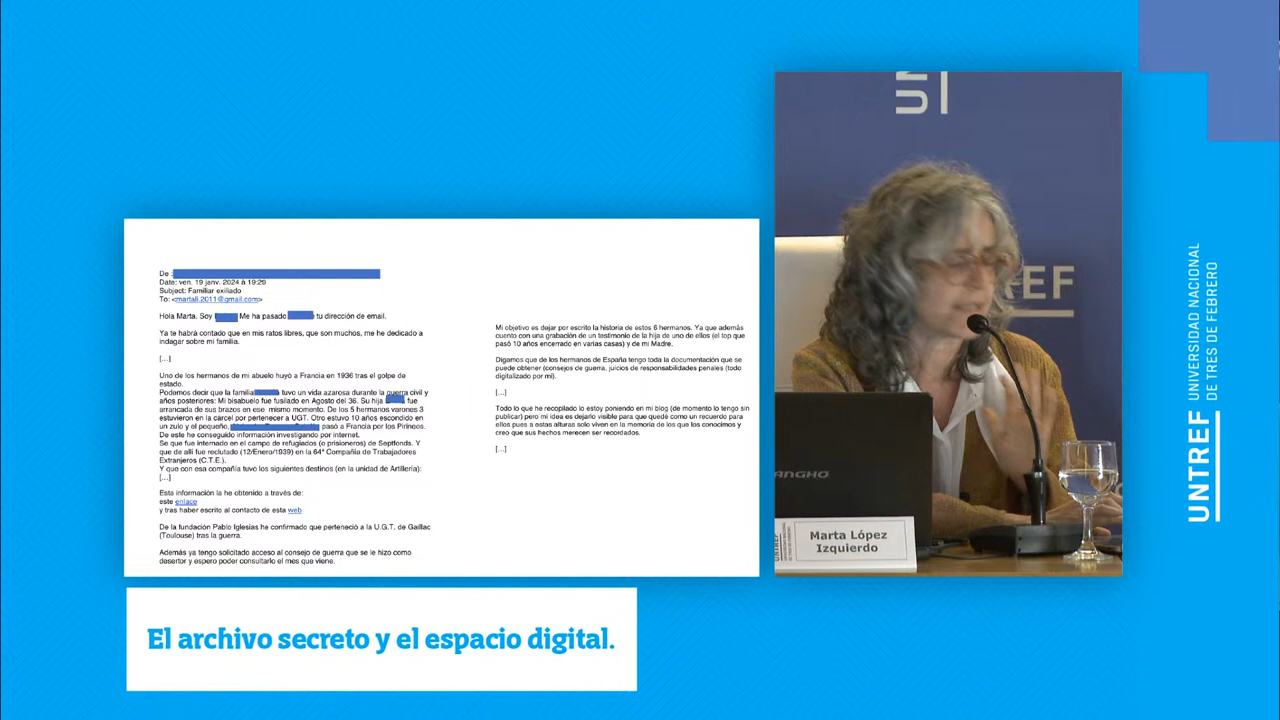 De :
Date: ven. 19 janv. 2024 à 19:29
Subject: Familiar exiliado
To: <martali.2011@gmail.com>
Hola Marta. Soy Me ha pasado tu dirección de email.
Ya te habrá contado que en mis ratos libres, que son muchos, me he dedicado a
indagar sobre mi familia.
[...]
Uno de los hermanos de mi abuelo huyó a Francia en 1936 tras el golpe de
estado.
Podemos decir que la familia tuvo un vida azarosa durante la guerra civil y
años posteriores: Mi bisabuelo fue fusilado en Agosto del 36. Su hija fue
arrancada de sus brazos en ese mismo momento. De los 5 hermanos varones 3
estuvieron en la carcel por pertenecer a UGT. Otro estuvo 10 años escondido en
un zulo y el pequeño, pasó a Francia por los Pirineos.
De este he conseguido información investigando por internet.
Se que fue internado en el campo de refugiados (o prisioneros) de Septfonds. Y
que de allí fue reclutado (12/Enero/1939) en la 64ª Compañía de Trabajadores
Extranjeros (C.T.E.).
Y que con esa compañía tuvo los siguientes destinos (en la unidad de Artillería):
[...]
Esta información la he obtenido a través de:
este enlace
y tras haber escrito al contacto de esta web
De la fundación Pablo Iglesias he confirmado que perteneció a la U.G.T. de Gaillac
(Toulouse) tras la guerra.
Además ya tengo solicitado acceso al consejo de guerra que se le hizo como
desertor y espero poder consultarlo el mes que viene.
Mi objetivo es dejar por escrito la historia de estos 6 hermanos. Ya que además
cuento con una grabación de un testimonio de la hija de uno de ellos (el top que
pasó 10 años encerrado en varias casas) y de mi Madre.
Digamos que de los hermanos de España tengo toda la documentación que se
puede obtener (consejos de guerra, juicios de responsabilidades penales (todo
digitalizado por mi).
[...]
Todo lo que he recopilado lo estoy poniendo en mi blog (de momento lo tengo sin
publicar) pero mi idea es dejarlo visible para que quedé como un recuerdo para
ellos pues a estas alturas solo viven en la memoria de los que los conocimos y
creo que sus hechos merecen ser recordados.
[...]
REF
Marta López
Izquierdo
UNTREF
UNIVERSIDAD NACIONAL
DE TRES DE FEBRERO
El archivo secreto y el espacio digital.